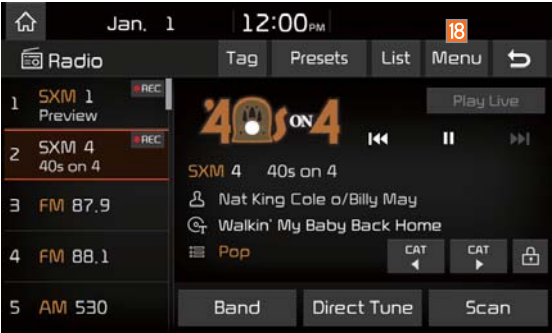 Jan. 1 12:00PM
18
Radio Tag Presets List Menu
1 SXM 1 REC
Preview
Play Live
'40s ON 4
2 SXM 4 REC
40s on 4
SXM 4 40s on 4
3 FM 87.9
Nat King Cole o/Billy May
Walkin' My Baby Back Home
4 FM 88.1
Pop CAT CAT
5 AM 530
Band Direct Tune Scan